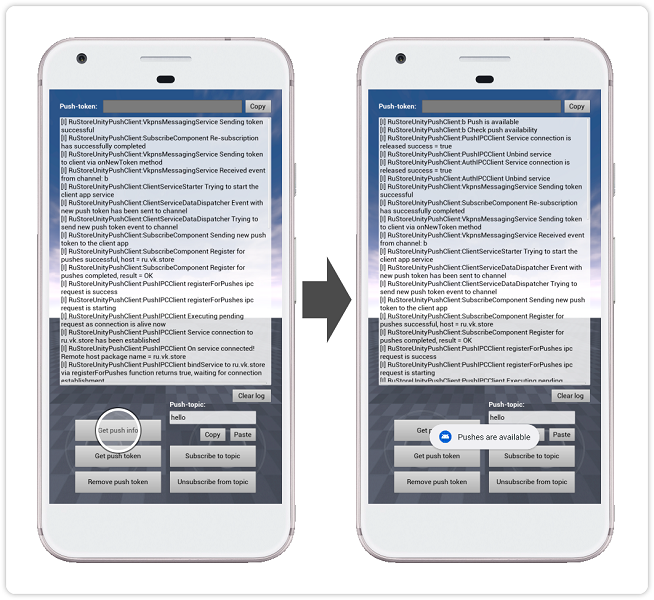 Push-token:
Copy
[I] RuStoreUnityPushClient:VkpnsMessagingService Sending token
successful
[I] RuStoreUnityPushClient:SubscribeComponent Re-subscription
has successfully completed
[I] RuStoreUnityPushClient:VkpnsMessagingService Sending token
to client via onNewToken method
[I] RuStoreUnityPushClient:VkpnsMessagingService Received event
from channel: b
[I] RuStoreUnityPushClient:ClientServiceStarter Trying to start the
client app service
[I] RuStoreUnityPushClient:ClientServiceDataDispatcher Event with
new push token has been sent to channel
[I] RuStoreUnityPushClient:ClientServiceDataDispatcher Trying to
send new push token event to channel
[I] RuStoreUnityPushClient:SubscribeComponent Sending new push
token to the client app
[I] RuStoreUnityPushClient:SubscribeComponent Register for
pushes successful, host = ru.vk.store
[I] RuStoreUnityPushClient:SubscribeComponent Register for
pushes completed, result = OK
[I] RuStoreUnityPushClient:PushIPCClient registerForPushes ipc
request is success
[I] RuStoreUnityPushClient:PushIPCClient registerForPushes ipc
request is starting
[I] RuStoreUnityPushClient:PushIPCClient Executing pending
request as connection is alive now
[I] RuStoreUnityPushClient:PushIPCClient Service connection to
ru.vk.store has been established
[I] RuStoreUnityPushClient:PushIPCClient On service connected!
Remote host package name = ru.vk.store
[I] RuStoreUnityPushClient:PushIPCClient bindService to ru.vk.store
via registerForPushes function returns true, waiting for connection
establishment
Clear log
Push-topic:
hello
Get push info
Copy
Paste
Get push token
Subscribe to topic
Remove push token
Unsubscribe from topic
Push-token:
Copy
[I] RuStoreUnityPushClient:b Push is available
[I] RuStoreUnityPushClient:b Check push availability
[I] RuStoreUnityPushClient:PushIPCClient Service connection is
released success = true
[I] RuStoreUnityPushClient:PushIPCClient Unbind service
[I] RuStoreUnityPushClient:AuthIPCClient Service connection is
released success = true
[I] RuStoreUnityPushClient:AuthIPCClient Unbind service
[I] RuStoreUnityPushClient:VkpnsMessagingService Sending token
successful
[I] RuStoreUnityPushClient:SubscribeComponent Re-subscription
has successfully completed
[I] RuStoreUnityPushClient:VkpnsMessagingService Sending token
to client via onNewToken method
[I] RuStoreUnityPushClient:VkpnsMessagingService Received event
from channel: b
[I] RuStoreUnityPushClient:ClientServiceStarter Trying to start the
client app service
[I] RuStoreUnityPushClient:ClientServiceDataDispatcher Event with
new push token has been sent to channel
[I] RuStoreUnityPushClient:ClientServiceDataDispatcher Trying to
send new push token event to channel
[I] RuStoreUnityPushClient:SubscribeComponent Sending new push
token to the client app
[I] RuStoreUnityPushClient:SubscribeComponent Register for
pushes successful, host = ru.vk.store
[I] RuStoreUnityPushClient:SubscribeComponent Register for
pushes completed, result = OK
[I] RuStoreUnityPushClient:PushIPCClient registerForPushes ipc
request is success
[I] RuStoreUnityPushClient:PushIPCClient registerForPushes ipc
request is starting
[I] RuStoreUnityPushClient:PushIPCClient Executing pending
Clear log
Push-topic:
hello
Get
Pushes are available
Paste
Get push token
Subscribe to topic
Remove push token
Unsubscribe from topic